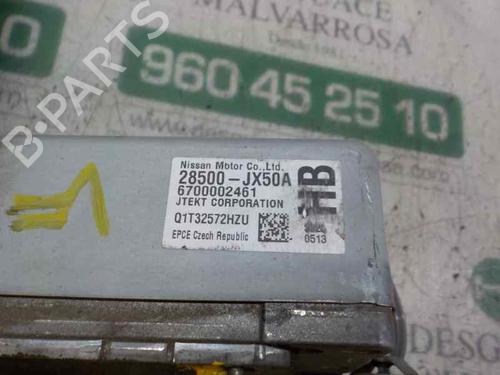 MALVARROSA
Desde
960 45 25 10
B-PARTS
Nissan Motor Co.,Ltd.
28500-JX50A
6700002461
JTEKT CORPORATION
HB
Q1T32572HZU
EPCE Czech Republic
0513
DESG